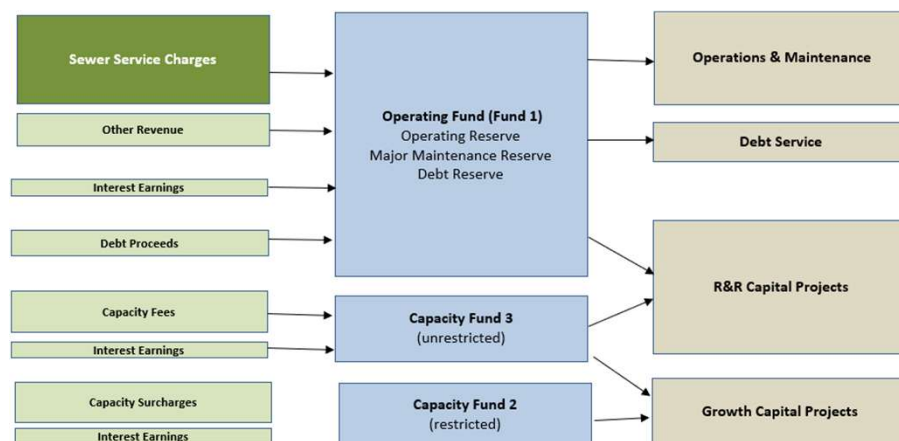 Sewer Service Charges
Other Revenue
Interest Earnings
Debt Proceeds
Capacity Fees
Interest Earnings
Capacity Surcharges
Interest Earnings
Operating Fund (Fund 1)
Operating Reserve
Major Maintenance Reserve
Debt Reserve
Capacity Fund 3
(unrestricted)
Capacity Fund 2
(restricted)
Operations & Maintenance
Debt Service
R&R Capital Projects
Growth Capital Projects